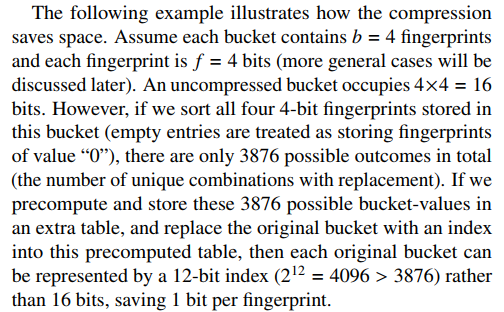 The following example illustrates how the compression
saves space. Assume each bucket contains b = 4 fingerprints
and each fingerprint is f = 4 bits (more general cases will be
discussed later). An uncompressed bucket occupies 4×4 = 16
bits. However, if we sort all four 4-bit fingerprints stored in
this bucket (empty entries are treated as storing fingerprints
of value “0”), there are only 3876 possible outcomes in total
(the number of unique combinations with replacement). If we
precompute and store these 3876 possible bucket-values in
an extra table, and replace the original bucket with an index
into this precomputed table, then each original bucket can
be represented by a 12-bit index (2¹² = 4096 > 3876) rather
than 16 bits, saving 1 bit per fingerprint.